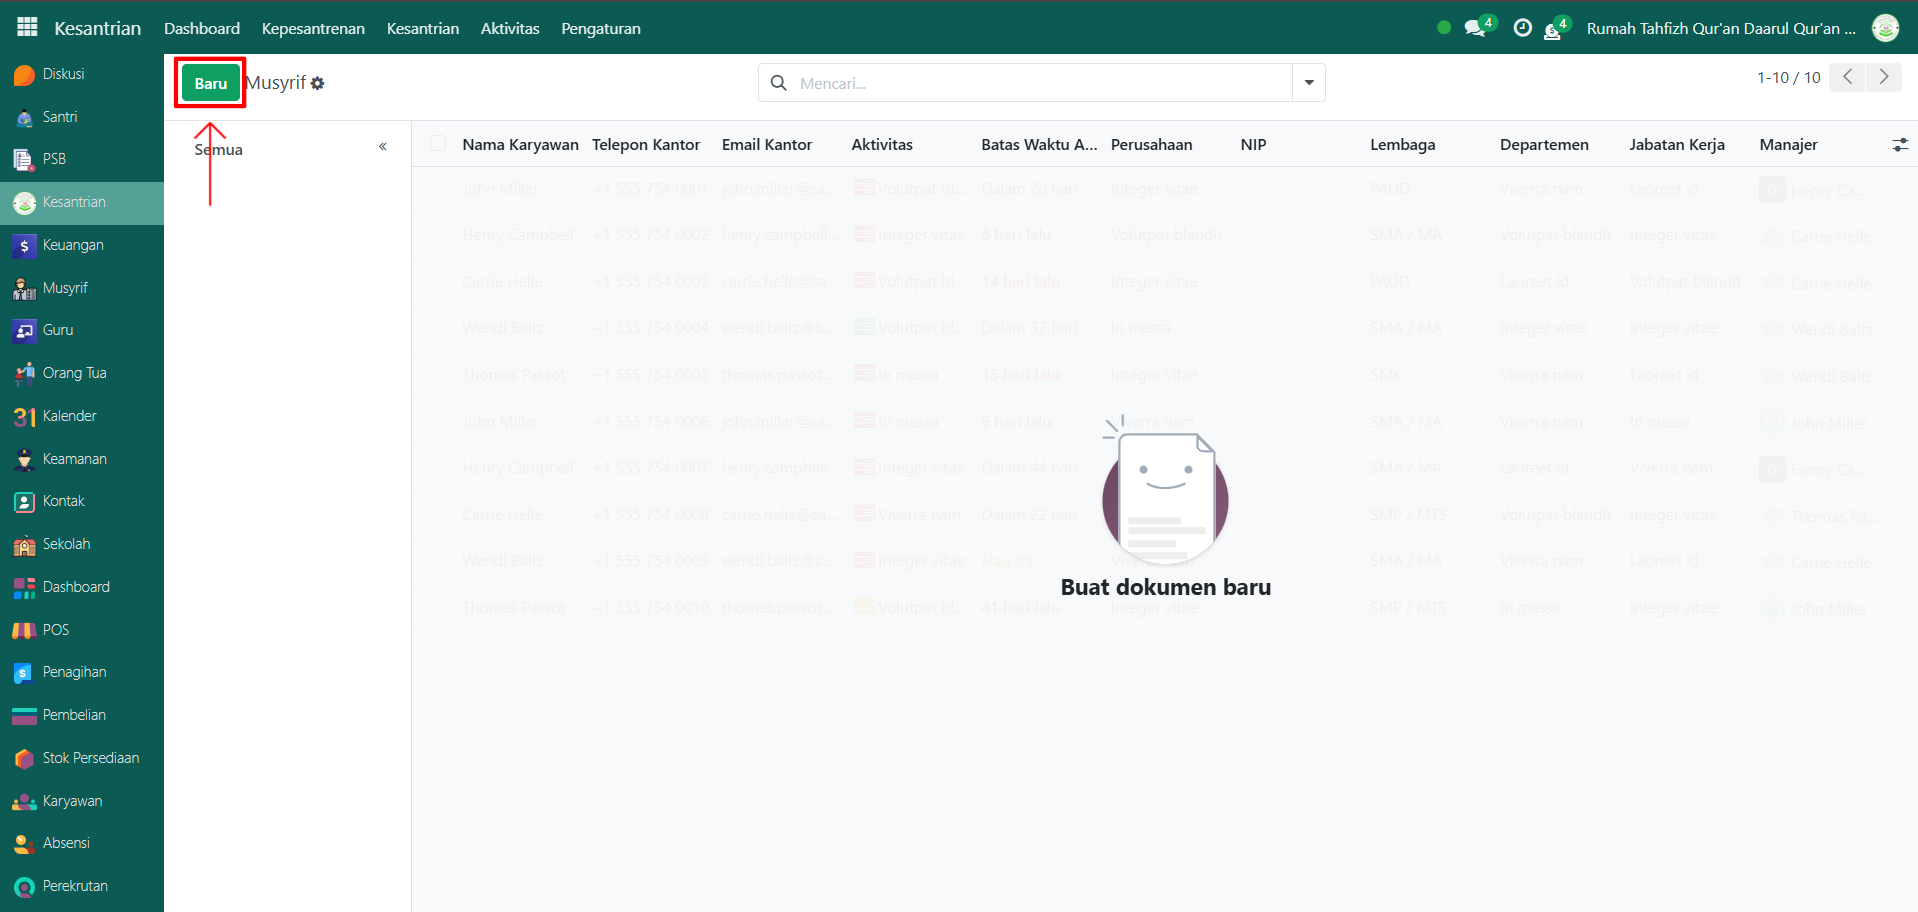 Kesantrian Dashboard Kepesantrenan Kesantrian Aktivitas Pengaturan 4 4 Rumah Tahfizh Qur'an Daarul Qur'an ...
Baru Musyrif Mencari... 1-10 / 10
Diskusi
Santri
PSB
Kesantrian
Keuangan
Musyrif
Guru
Orang Tua
31 Kalender
Keamanan
Kontak
Sekolah
Dashboard
POS
Penagihan
Pembelian
Stok Persediaan
Karyawan
Absensi
Perekrutan
Semua «
Nama Karyawan Telepon Kantor Email Kantor Aktivitas Batas Waktu A... Perusahaan NIP Lembaga Departemen Jabatan Kerja Manajer
John Miller +1 555 754 0001 john.miller@sa... Volutpat bl... Dalam 20 hari Integer vitae PAUD Viverra nam Laoreet id D Henry Ca...
Henry Campbell +1 555 754 0002 henry.campbell... Integer vitae 8 hari lalu Volutpat blandit SMA / MA Volutpat blandit Integer vitae Carrie Helle
Carrie Helle +1 555 754 0003 carrie.helle@sa... Volutpat bl... 14 hari lalu Integer vitae PAUD Laoreet id Volutpat blandit Carrie Helle
Wendi Baltz +1 555 754 0004 wendi.baltz@s... Volutpat bl... Dalam 37 hari In massa SMA / MA Integer vitae Integer vitae Wendi Baltz
Thomas Passot +1 555 754 0005 thomas.passot... In massa 15 hari lalu Integer vitae SMK Viverra nam Laoreet id Wendi Baltz
John Miller +1 555 754 0006 john.miller@sa... In massa 6 hari lalu Viverra nam SMA / MA Viverra nam In massa John Miller
Henry Campbell +1 555 754 0007 henry.campbell... Integer vitae Dalam 44 hari SMA / MA Laoreet id Viverra nam D Henry Ca...
Carrie Helle +1 555 754 0008 carrie.helle@sa... Viverra nam Dalam 22 hari SMP / MTS Volutpat blandit Integer vitae Thomas Pa...
Wendi Baltz +1 555 754 0009 wendi.baltz@s... Integer vitae Hari Ini SMA / MA Viverra nam Laoreet id Carrie Helle
Buat dokumen baru
Thomas Passot +1 555 754 0010 thomas.passot... Volutpat bl... 41 hari lalu Integer vitae SMP / MTS In massa Integer vitae John Miller